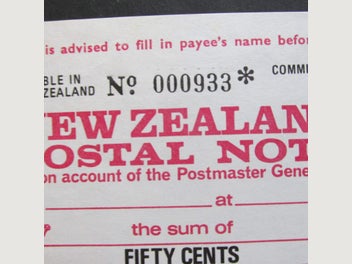 is advised to fill in payee's name befor
BLE IN
ZEALAND
No 000933*
COMM
NEW ZEALAN
OSTAL NOT
on account of the Postmaster Gene
at
the sum of
FIFTY CENTS